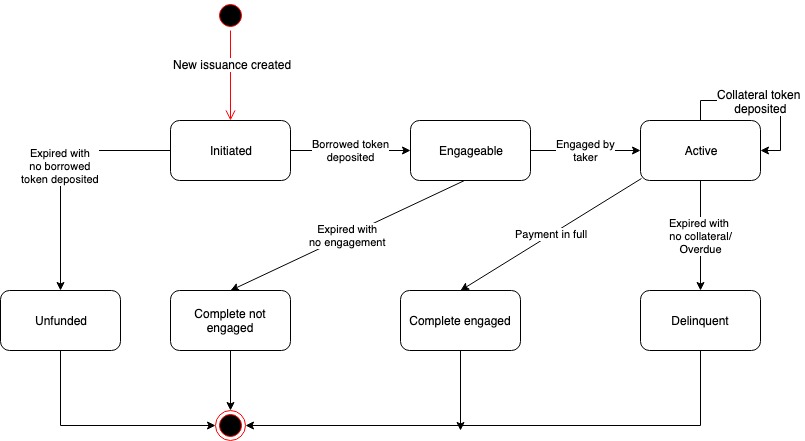 New issuance created
Collateral token
deposited
Initiated
Borrowed token
deposited
Engageable
Engaged by
taker
Active
Expired with
no borrowed
token deposited
Expired with
no engagement
Payment in full
Expired with
no collateral/
Overdue
Unfunded
Complete not
engaged
Complete engaged
Delinquent